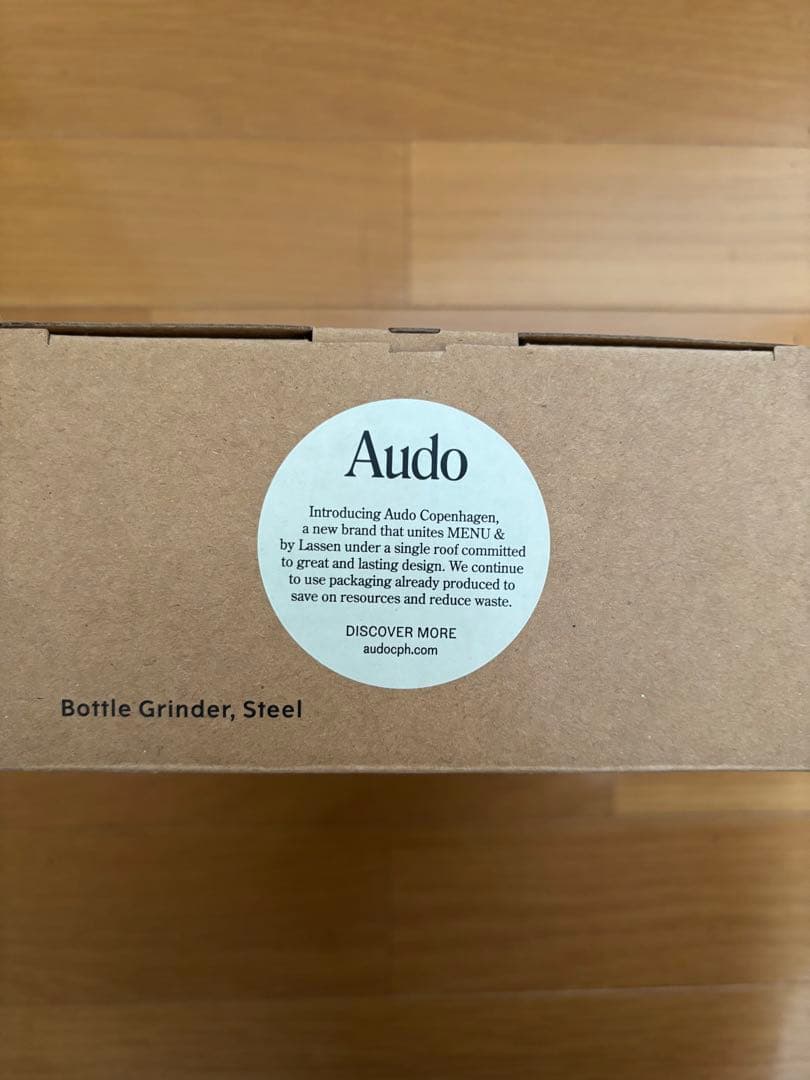 Audo
Introducing Audo Copenhagen,
a new brand that unites MENU &
by Lassen under a single roof committed
to great and lasting design. We continue
to use packaging already produced to
save on resources and reduce waste.
DISCOVER MORE
audocph.com
Bottle Grinder, Steel